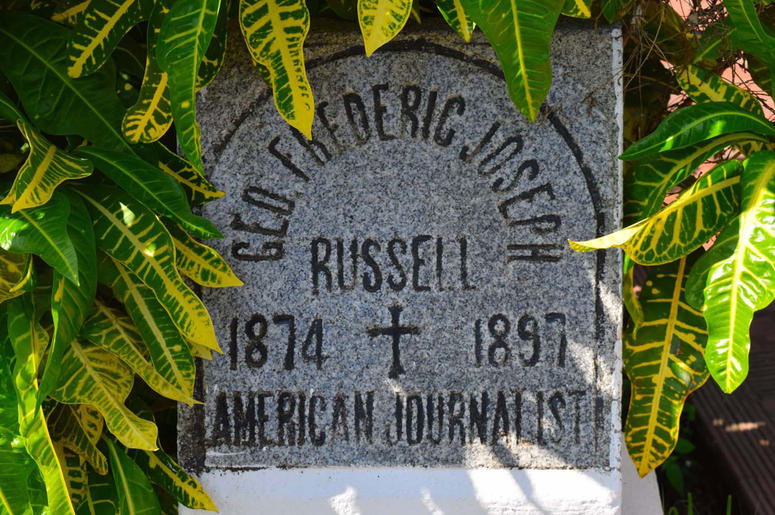 GEO. FREDERIC JOSEPH
RUSSELL
1874 1897
AMERICAN JOURNALIST